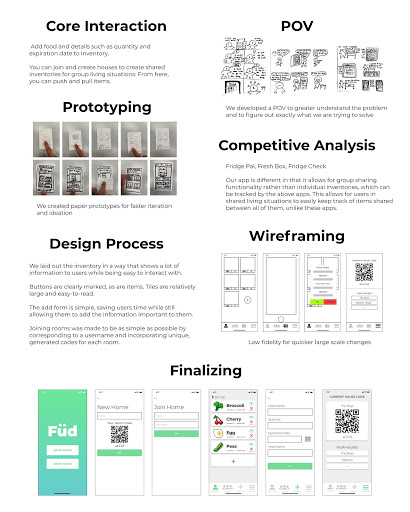 Core Interaction
Add food and details such as quantity and
expiration date to inventory.
You can join and create houses to create shared
inventories for group living situations. From here,
you can push and pull items.
POV
We developed a POV to greater understand the problem
and to figure out exactly what we are trying to solve
Prototyping
We created paper prototypes for faster iteration
and ideation
Competitive Analysis
Fridge Pal, Fresh Box, Fridge Check
Our app is different in that it allows for group sharing
functionality rather than individual inventories, which can
be tracked by the above apps. This allows for users in
shared living situations to easily keep track of items shared
between all of them, unlike these apps.
Design Process
We laid out the inventory in a way that shows a lot of
information to users while being easy to interact with.
Buttons are clearly marked, as are items. Tiles are relatively
large and easy-to-read.
The add form is simple, saving users time while still
allowing them to add the information important to them.
Joining rooms was made to be as simple as possible by
corresponding to a username and incorporating unique,
generated codes for each room.
Wireframing
Low fidelity for quicker large scale changes
Finalizing
Füd
New Home
Join Home
Broccoli
Cherry
Egg
Peas
CURRENT HOUSE CODE
YOUR HOUSES